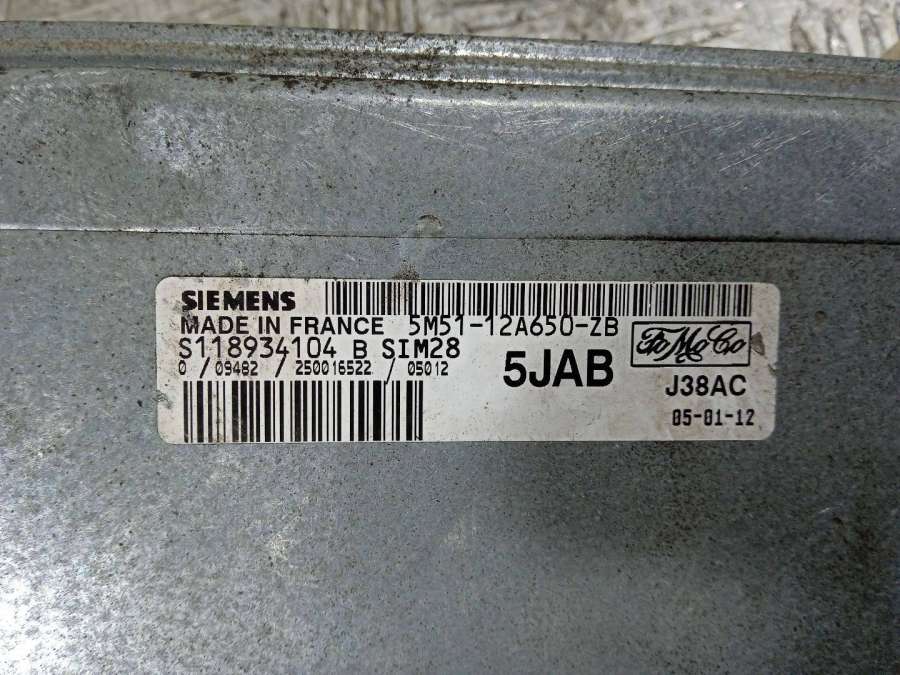 SIEMENS
MADE IN FRANCE 5M51-12A650-ZB
S118934104 B SIM28
0 / 09482 / 250016522 / 05012
5JAB
FoMoCo
J38AC
05-01-12